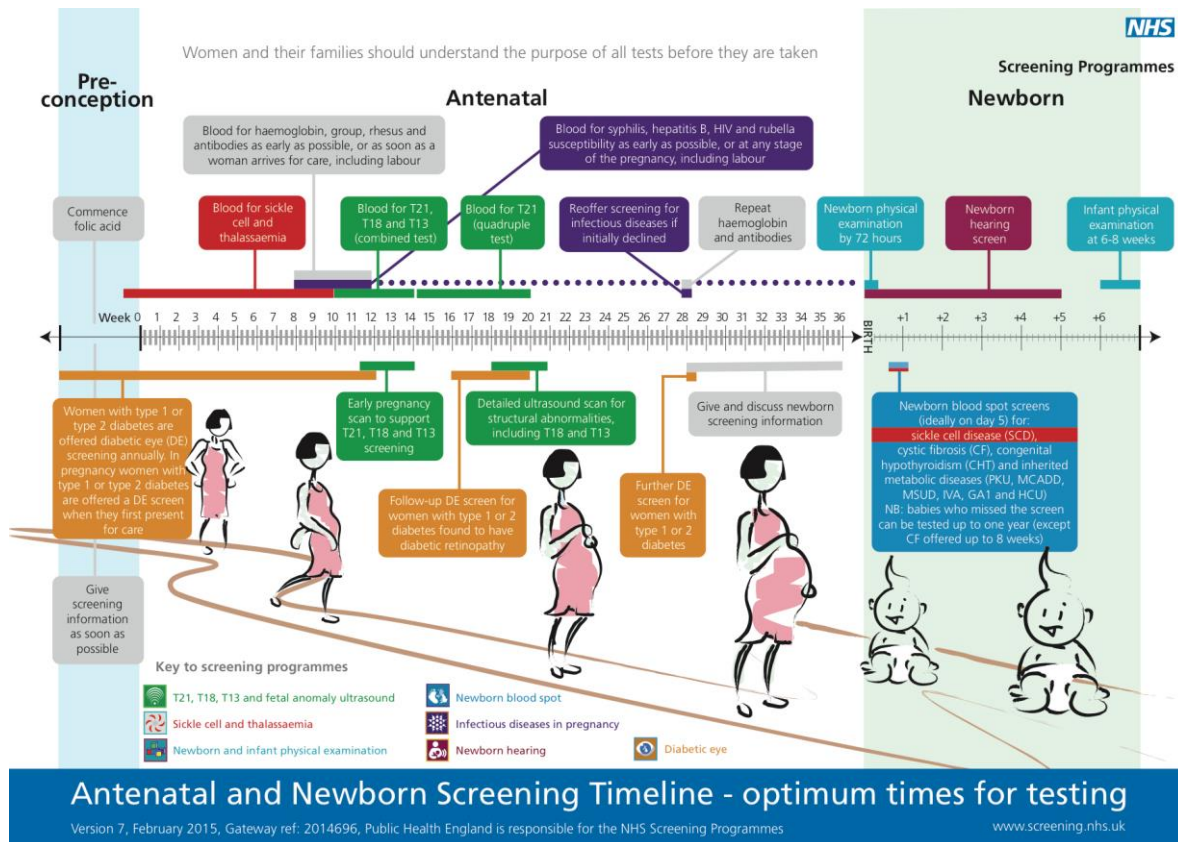 NHS
Women and their families should understand the purpose of all tests before they are taken
Screening Programmes
Pre-
conception
Antenatal
Newborn
Blood for haemoglobin, group, rhesus and
antibodies as early as possible, or as soon as a
woman arrives for care, including labour
Blood for syphilis, hepatitis B, HIV and rubella
susceptibility as early as possible, or at any stage
of the pregnancy, including labour
Commence
folic acid
Blood for sickle
cell and
thalassaemia
Blood for T21,
T18 and T13
(combined test)
Blood for T21
(quadruple
test)
Reoffer screening for
infectious diseases if
initially declined
Repeat
haemoglobin
and antibodies
Newborn physical
examination
by 72 hours
Newborn
hearing
screen
Infant physical
examination
at 6-8 weeks
Week 0 1 2 3 4 5 6 7 8 9 10 11 12 13 14 15 16 17 18 19 20 21 22 23 24 25 26 27 28 29 30 31 32 33 34 35 36
BIRTH
+1 +2 +3 +4 +5 +6
Women with type 1 or
type 2 diabetes are
offered diabetic eye (DE)
screening annually. In
pregnancy women with
type 1 or type 2 diabetes
are offered a DE screen
when they first present
for care
Early pregnancy
scan to support
T21, T18 and T13
screening
Detailed ultrasound scan for
structural abnormalities,
including T18 and T13
Give and discuss newborn
screening information
Newborn blood spot screens
(ideally on day 5) for:
sickle cell disease (SCD),
cystic fibrosis (CF), congenital
hypothyroidism (CHT) and inherited
metabolic diseases (PKU, MCADD,
MSUD, IVA, GA1 and HCU)
NB: babies who missed the screen
can be tested up to one year (except
CF offered up to 8 weeks)
Follow-up DE screen for
women with type 1 or 2
diabetes found to have
diabetic retinopathy
Further DE
screen for
women with
type 1 or 2
diabetes
Give
screening
information
as soon as
possible
Key to screening programmes
T21, T18, T13 and fetal anomaly ultrasound
Sickle cell and thalassaemia
Newborn and infant physical examination
Newborn blood spot
Infectious diseases in pregnancy
Newborn hearing
Diabetic eye
Antenatal and Newborn Screening Timeline - optimum times for testing
Version 7, February 2015, Gateway ref: 2014696, Public Health England is responsible for the NHS Screening Programmes
www.screening.nhs.uk